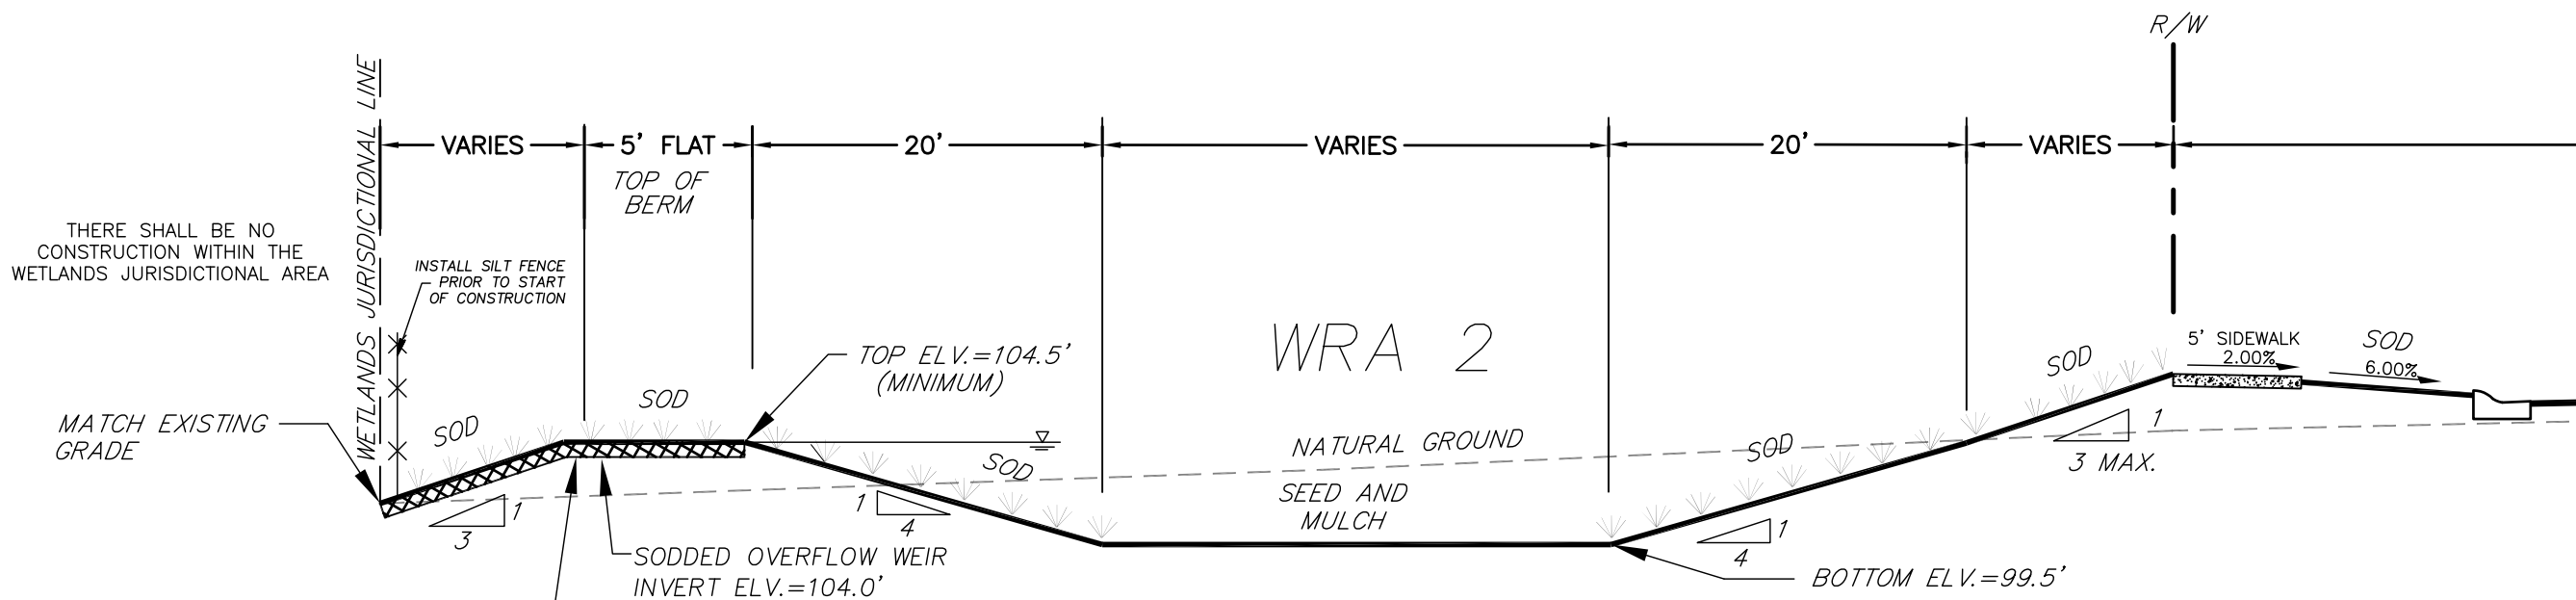 R/W
WETLANDS JURISDICTIONAL LINE
VARIES
5' FLAT
20'
VARIES
20'
VARIES
TOP OF
BERM
THERE SHALL BE NO
CONSTRUCTION WITHIN THE
WETLANDS JURISDICTIONAL AREA
INSTALL SILT FENCE
PRIOR TO START
OF CONSTRUCTION
WRA 2
TOP ELV.=104.5'
(MINIMUM)
5' SIDEWALK
2.00%
SOD
6.00%
SOD
SOD
MATCH EXISTING
GRADE
SOD
NATURAL GROUND
SOD
SOD
SEED AND
MULCH
1
3 MAX.
1
3
1
4
1
4
SODDED OVERFLOW WEIR
INVERT ELV.=104.0'
BOTTOM ELV.=99.5'